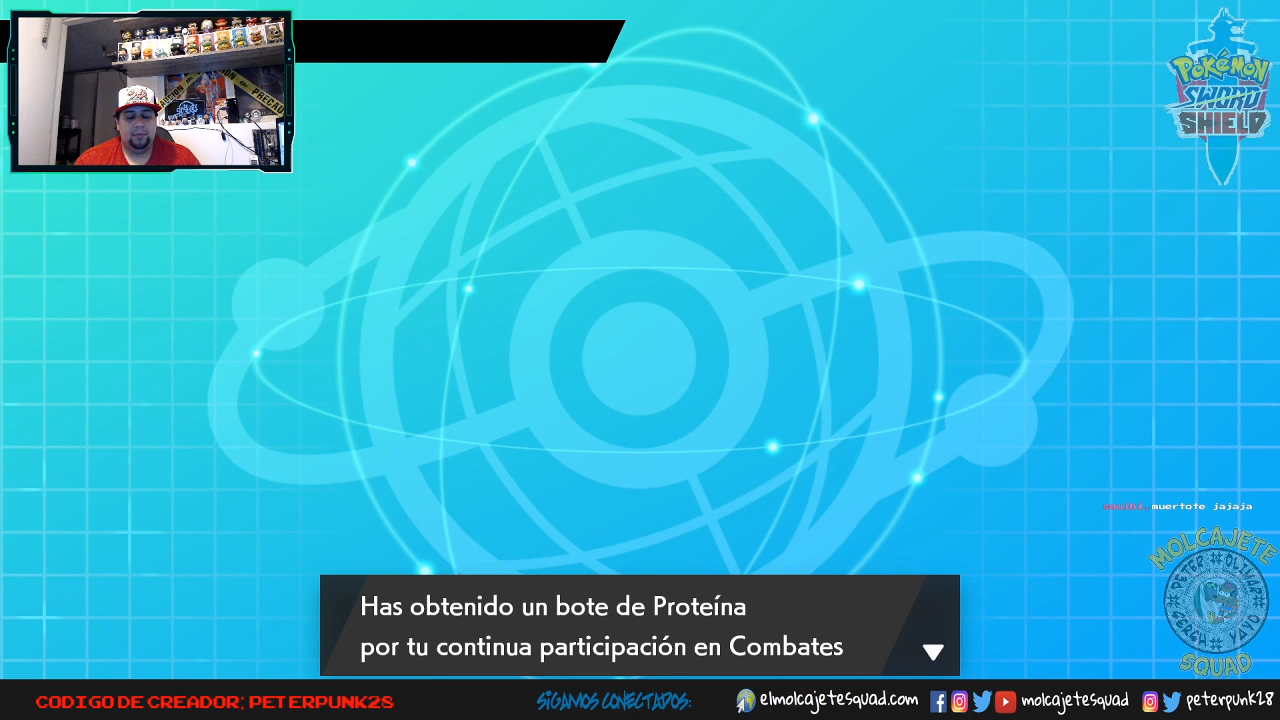 POKÉMON
SWORD
SHIELD
muertote jajaja
MOLCAJETE
SQUAD
Has obtenido un bote de Proteína
por tu continua participación en Combates
CODIGO DE CREADOR: PETERPUNK28
SIGAMOS CONECTADOS:
elmolcajetesquad.com
molcajetesquad
peterpunk28